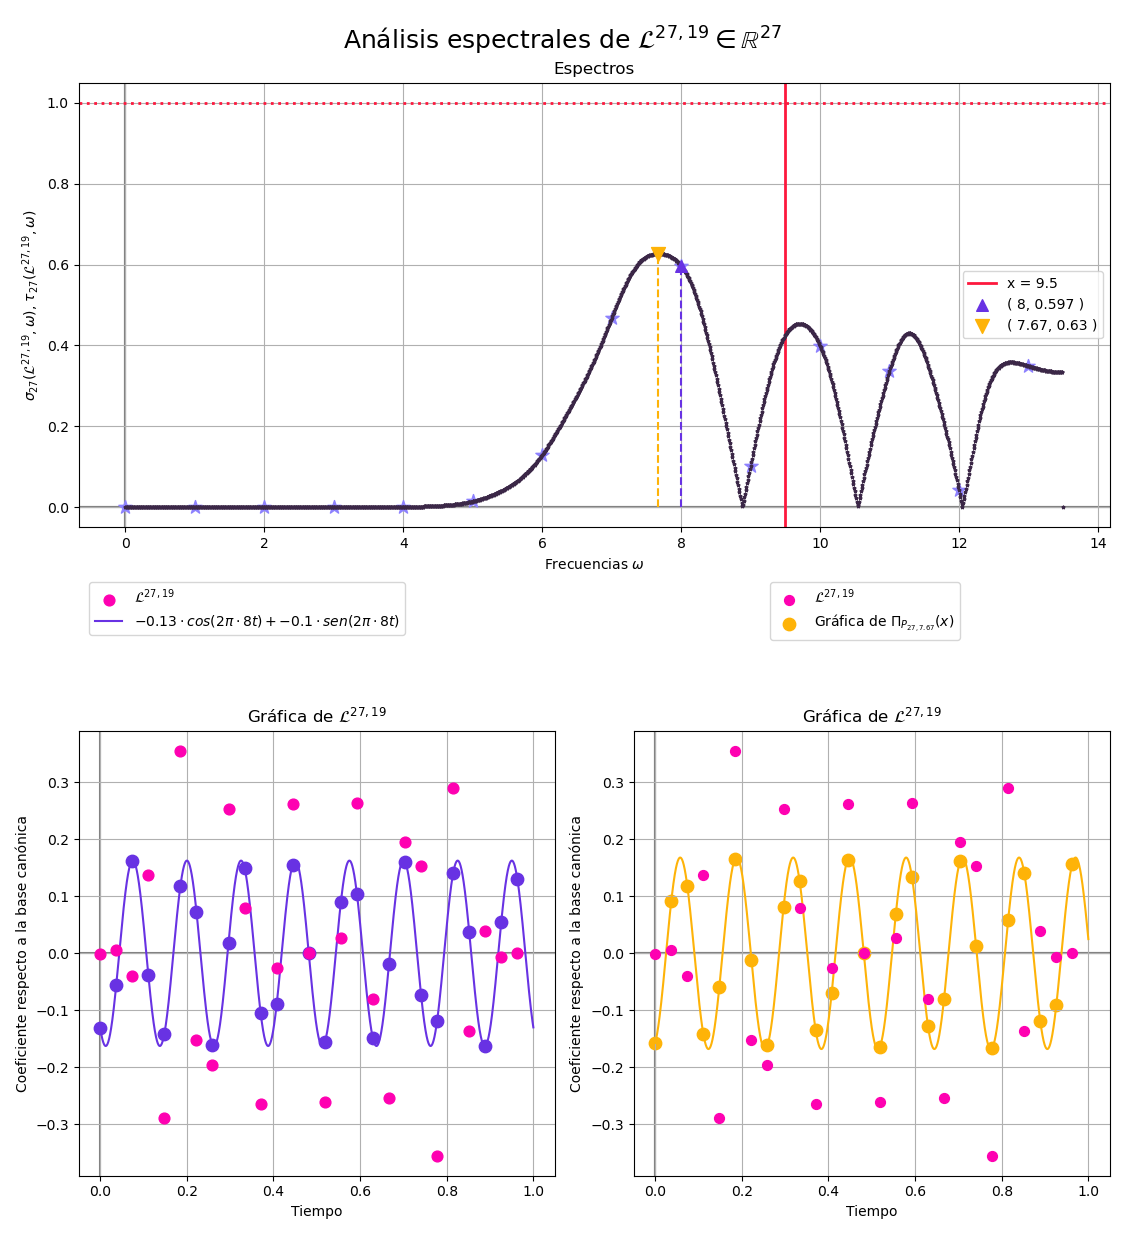 Análisis espectrales de 𝓛^{27,19} ∈ ℝ^{27}
Espectros
1.0
0.8
0.6
0.4
0.2
0.0
σ₂₇(𝓛^{27,19}, ω), τ₂₇(𝓛^{27,19}, ω)
x = 9.5
( 8, 0.597 )
( 7.67, 0.63 )
0 2 4 6 8 10 12 14
Frecuencias ω
𝓛^{27,19}
−0.13 · cos(2π · 8t) + −0.1 · sen(2π · 8t)
𝓛^{27,19}
Gráfica de Π_{P_{27,7.67}}(x)
Gráfica de 𝓛^{27,19}
0.3
0.2
0.1
0.0
−0.1
−0.2
−0.3
Coeficiente respecto a la base canónica
0.0 0.2 0.4 0.6 0.8 1.0
Tiempo
Gráfica de 𝓛^{27,19}
0.3
0.2
0.1
0.0
−0.1
−0.2
−0.3
Coeficiente respecto a la base canónica
0.0 0.2 0.4 0.6 0.8 1.0
Tiempo